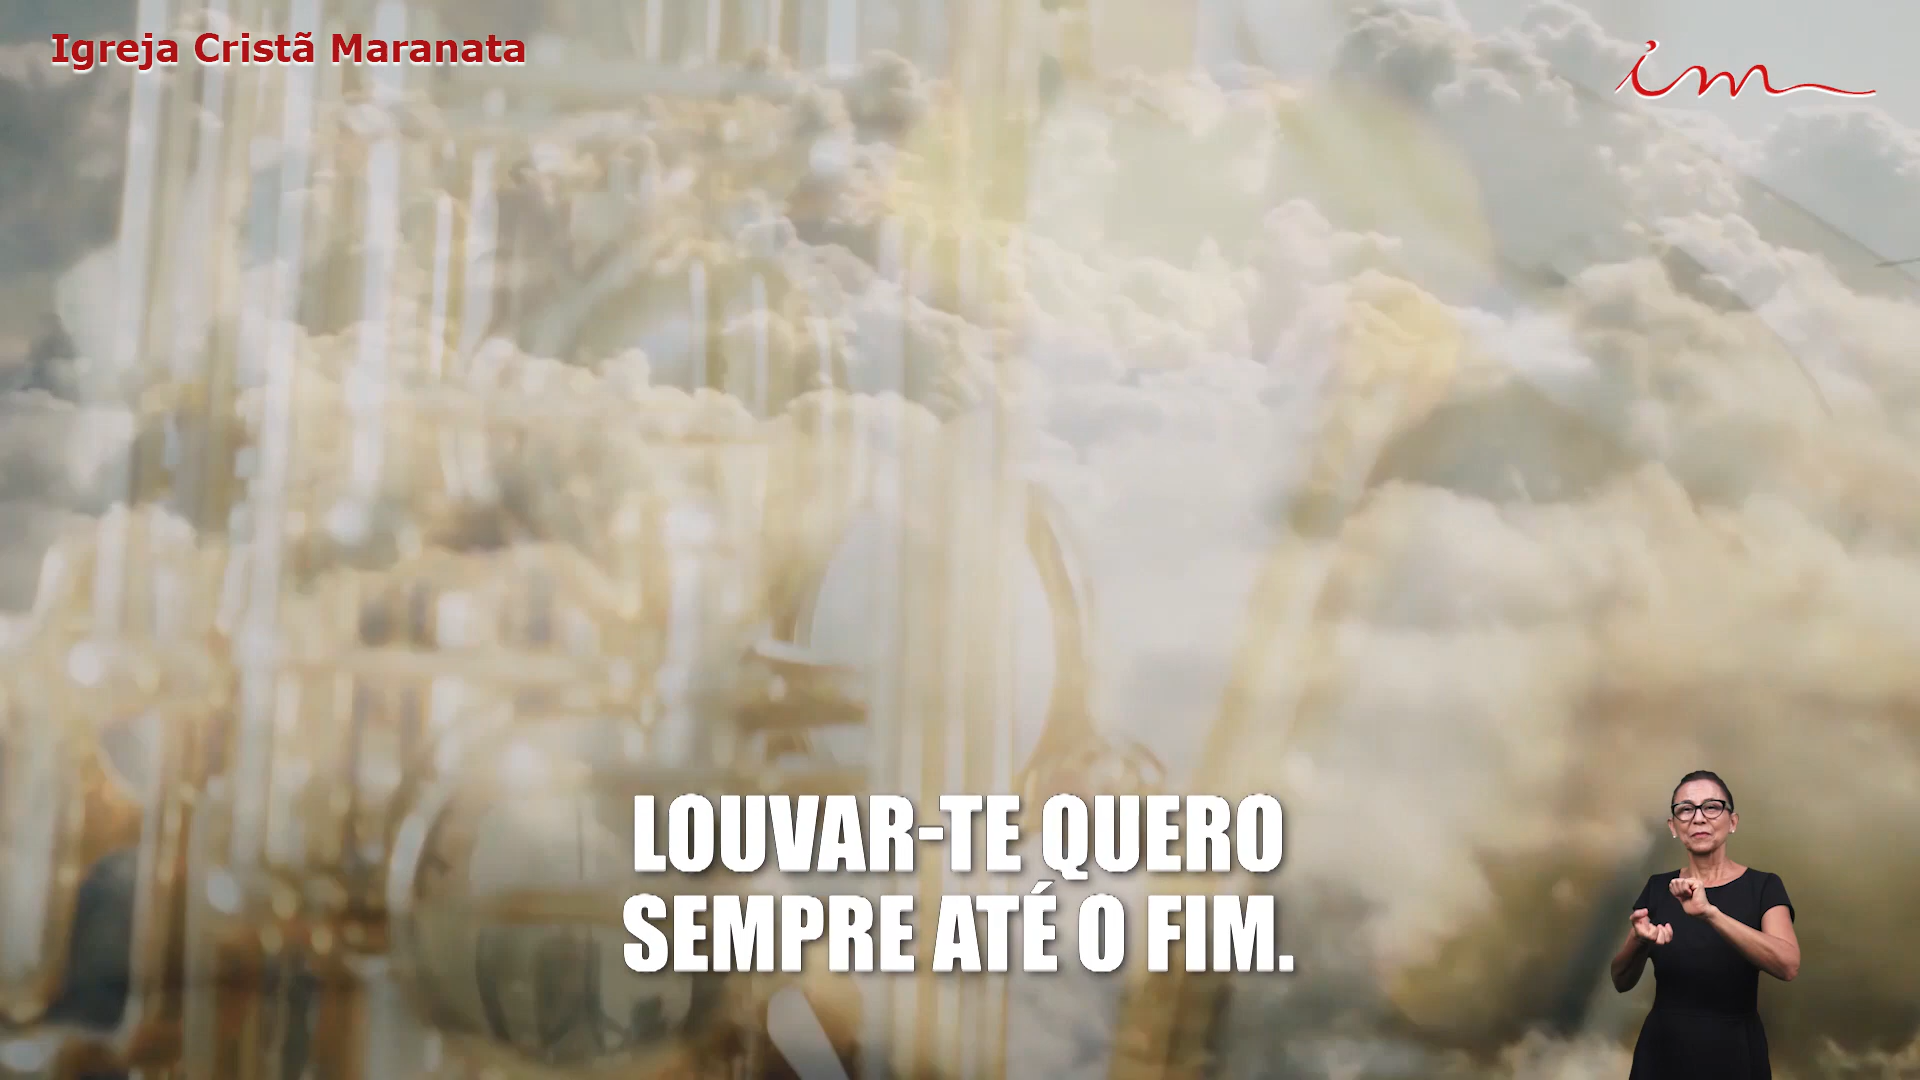 Igreja Cristã Maranata
im
LOUVAR-TE QUERO
SEMPRE ATÉ O FIM.